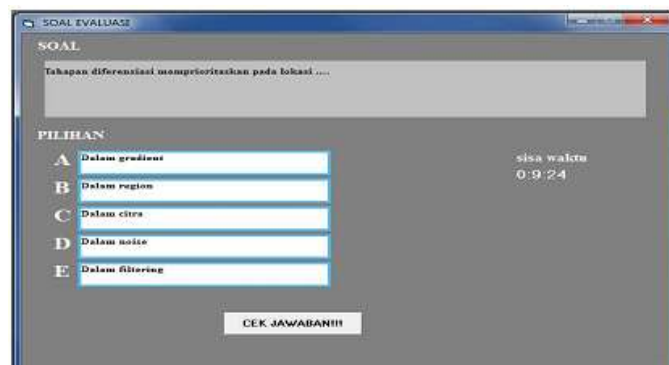 SOAL EVALUASI
SOAL
Tahapan diferensiasi memprioritaskan pada lokasi ....
PILIHAN
A Dalam gradient
B Dalam region
C Dalam citra
D Dalam noise
E Dalam filtering
sisa waktu
0:9:24
CEK JAWABAN!!!